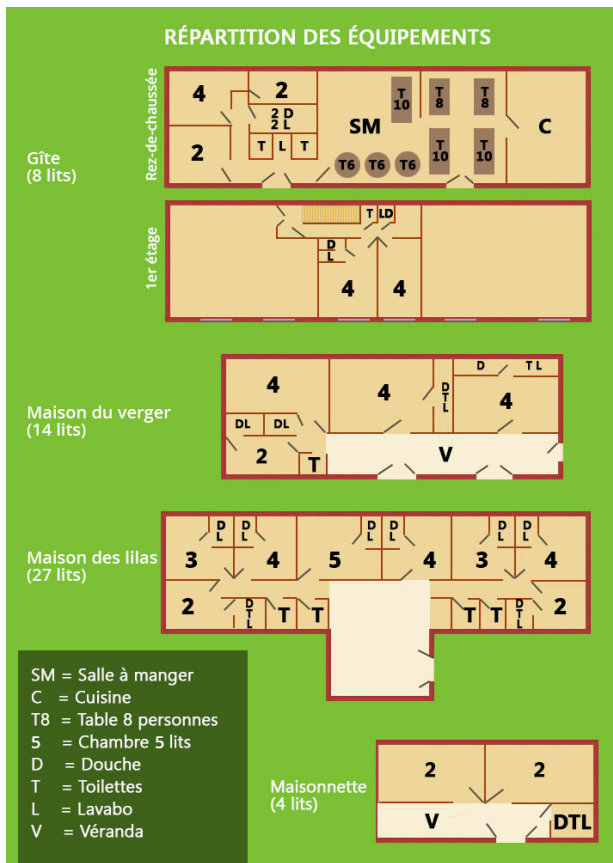 RÉPARTITION DES ÉQUIPEMENTS
Gîte
(8 lits)
Rez-de-chaussée
4
2
2 D
2 L
2
T L T
SM
T
10
T
8
T
8
T
10
T
10
T6 T6 T6
C
1er étage
T LD
D
L
4
4
Maison du verger
(14 lits)
4
DL DL
2
T
4
D
T
L
D T L
4
V
Maison des lilas
(27 lits)
3
D
L
D
L
4
5
D
L
D
L
4
3
D
L
D
L
4
2
D
T
L
T
T
T
T
D
T
L
2
SM = Salle à manger
C = Cuisine
T8 = Table 8 personnes
5 = Chambre 5 lits
D = Douche
T = Toilettes
L = Lavabo
V = Véranda
Maisonnette
(4 lits)
2
2
V
DTL